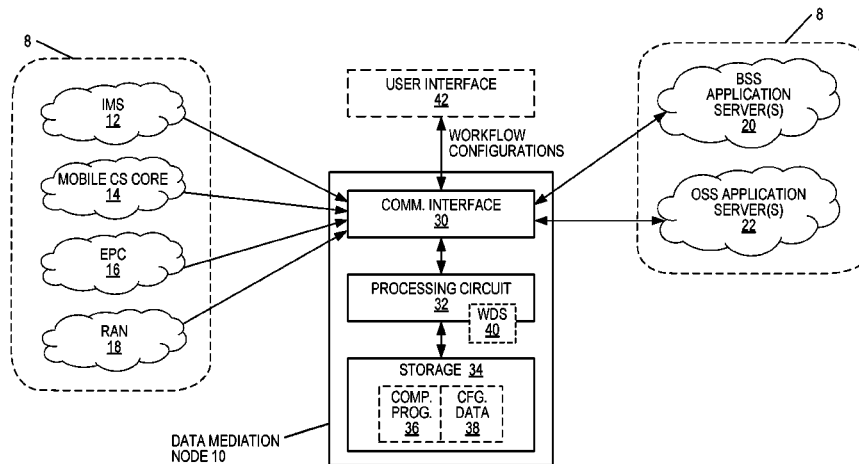 8
IMS
12
MOBILE CS CORE
14
EPC
16
RAN
18
USER INTERFACE
42
WORKFLOW
CONFIGURATIONS
COMM. INTERFACE
30
PROCESSING CIRCUIT
32
WDS
40
STORAGE 34
COMP.
PROG.
36
CFG.
DATA
38
DATA MEDIATION
NODE 10
8
BSS
APPLICATION
SERVER(S)
20
OSS APPLICATION
SERVER(S)
22